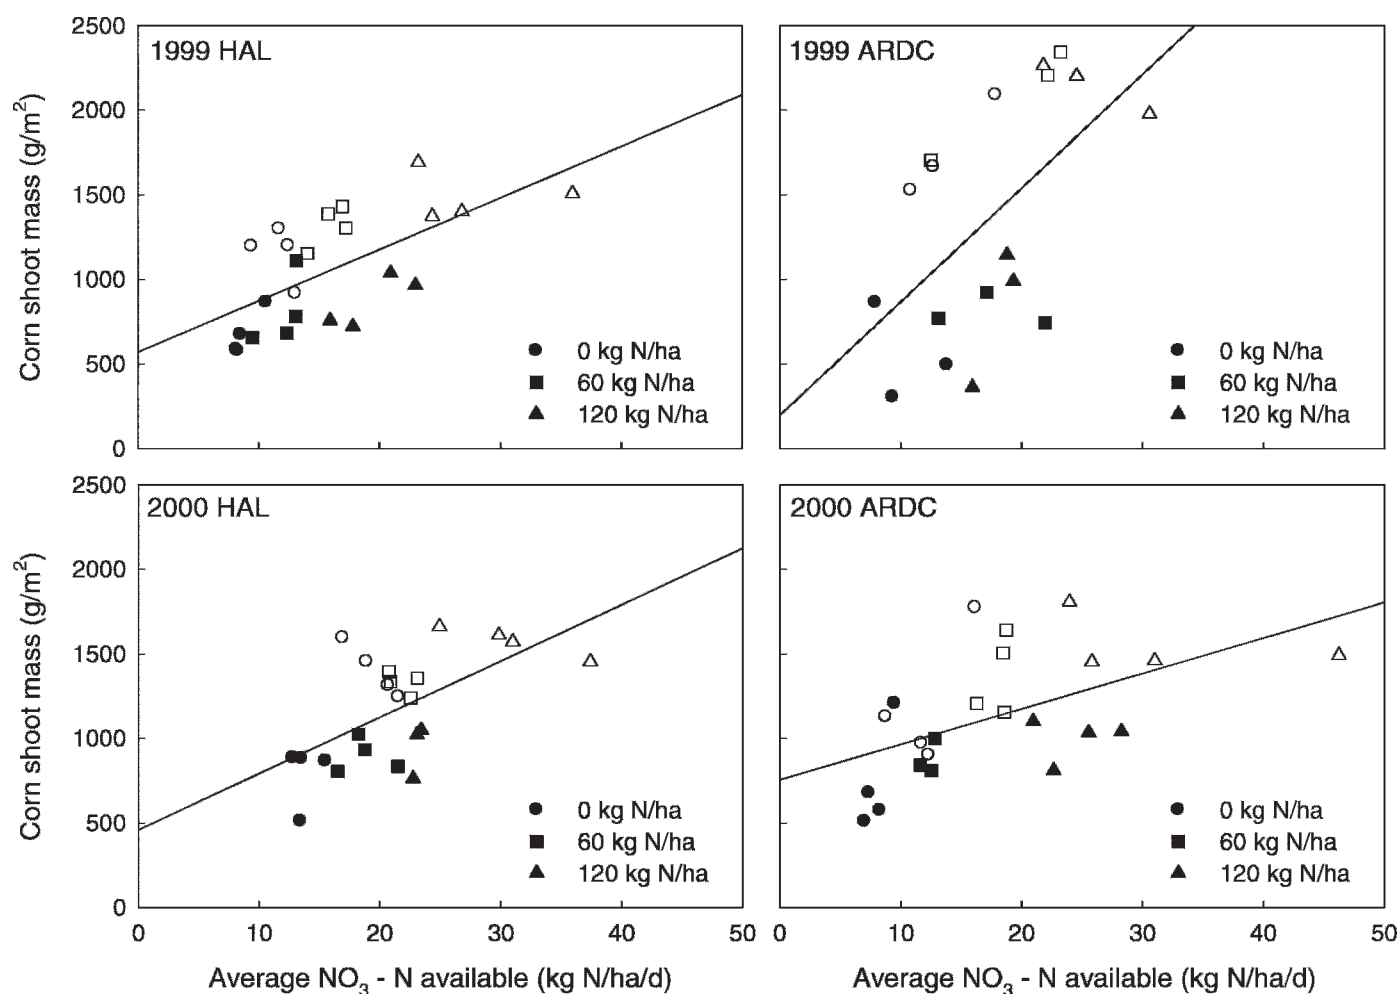 2500
2000
1500
1000
500
0
Corn shoot mass (g/m²)
1999 HAL
0 kg N/ha
60 kg N/ha
120 kg N/ha
1999 ARDC
0 kg N/ha
60 kg N/ha
120 kg N/ha
2500
2000
1500
1000
500
0
Corn shoot mass (g/m²)
2000 HAL
0 kg N/ha
60 kg N/ha
120 kg N/ha
0 10 20 30 40 50
Average NO₃ - N available (kg N/ha/d)
2000 ARDC
0 kg N/ha
60 kg N/ha
120 kg N/ha
0 10 20 30 40 50
Average NO₃ - N available (kg N/ha/d)